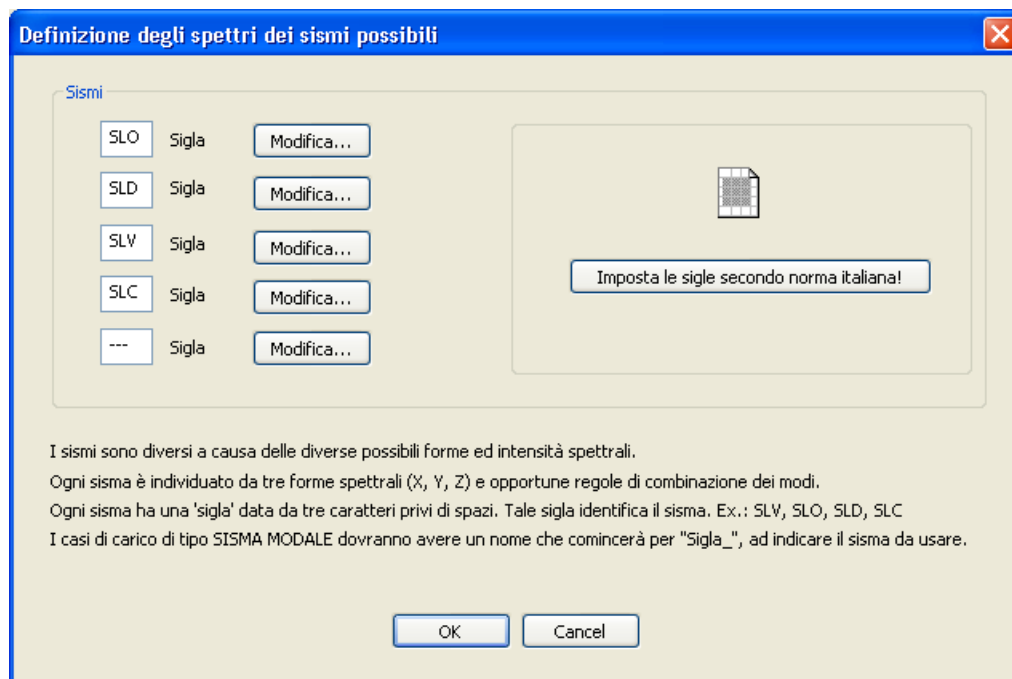 Definizione degli spettri dei sismi possibili
Sismi
SLO Sigla Modifica...
SLD Sigla Modifica...
SLV Sigla Modifica...
SLC Sigla Modifica...
--- Sigla Modifica...
Imposta le sigle secondo norma italiana!
I sismi sono diversi a causa delle diverse possibili forme ed intensità spettrali.
Ogni sisma è individuato da tre forme spettrali (X, Y, Z) e opportune regole di combinazione dei modi.
Ogni sisma ha una 'sigla' data da tre caratteri privi di spazi. Tale sigla identifica il sisma. Ex.: SLV, SLO, SLD, SLC
I casi di carico di tipo SISMA MODALE dovranno avere un nome che comincerà per "Sigla_", ad indicare il sisma da usare.
OK Cancel